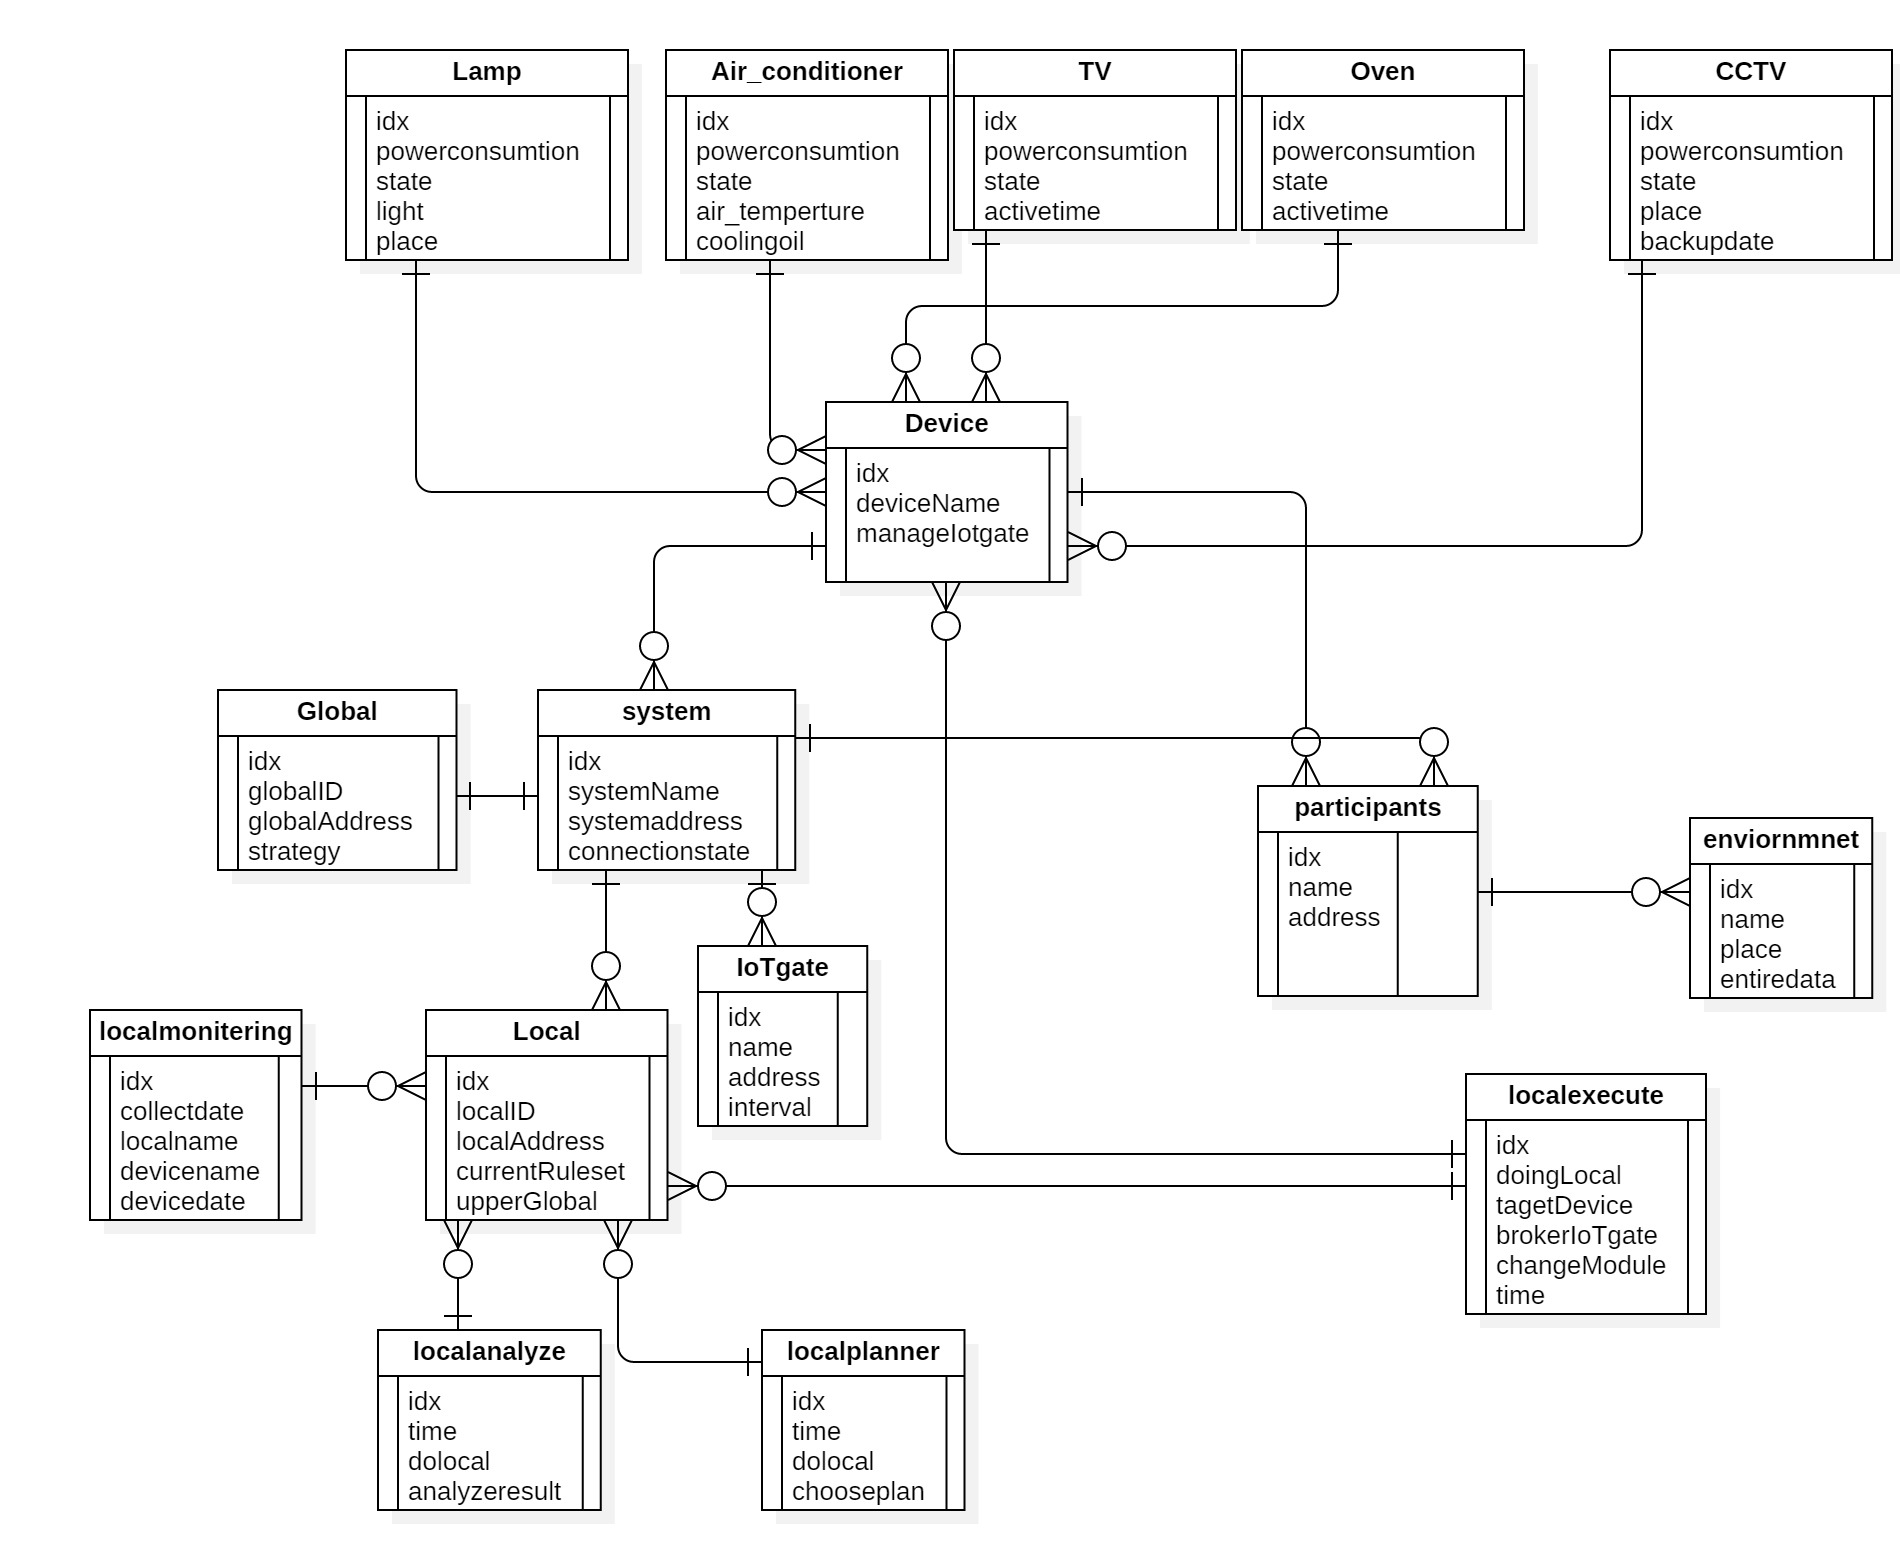 Lamp
idx
powerconsumtion
state
light
place
Air_conditioner
idx
powerconsumtion
state
air_temperture
coolingoil
TV
idx
powerconsumtion
state
activetime
Oven
idx
powerconsumtion
state
activetime
CCTV
idx
powerconsumtion
state
place
backupdate
Device
idx
deviceName
manageIotgate
Global
idx
globalID
globalAddress
strategy
system
idx
systemName
systemaddress
connectionstate
participants
idx
name
address
enviornmnet
idx
name
place
entiredata
IoTgate
idx
name
address
interval
localmonitering
idx
collectdate
localname
devicename
devicedate
Local
idx
localID
localAddress
currentRuleset
upperGlobal
localexecute
idx
doingLocal
tagetDevice
brokerIoTgate
changeModule
time
localanalyze
idx
time
dolocal
analyzeresult
localplanner
idx
time
dolocal
chooseplan